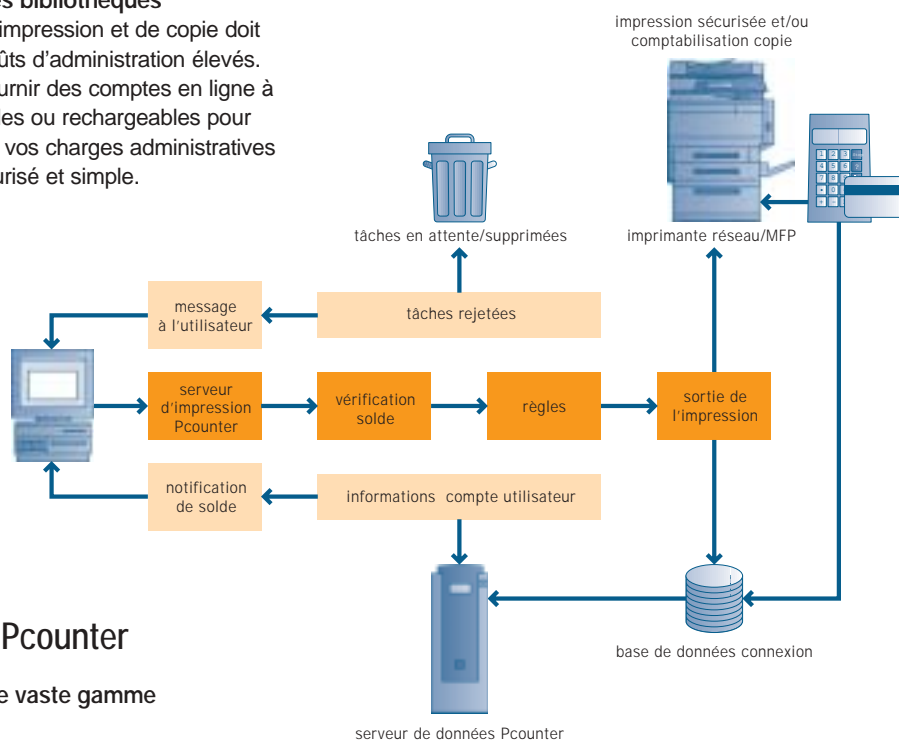 es bibliothèques
impression et de copie doit
ûts d'administration élevés.
urnir des comptes en ligne à
les ou rechargeables pour
vos charges administratives
urisé et simple.
impression sécurisée et/ou
comptabilisation copie
tâches en attente/supprimées
imprimante réseau/MFP
message
à l'utilisateur
tâches rejetées
serveur
d'impression
Pcounter
vérification
solde
règles
sortie de
l'impression
notification
de solde
informations compte utilisateur
Pcounter
e vaste gamme
base de données connexion
serveur de données Pcounter